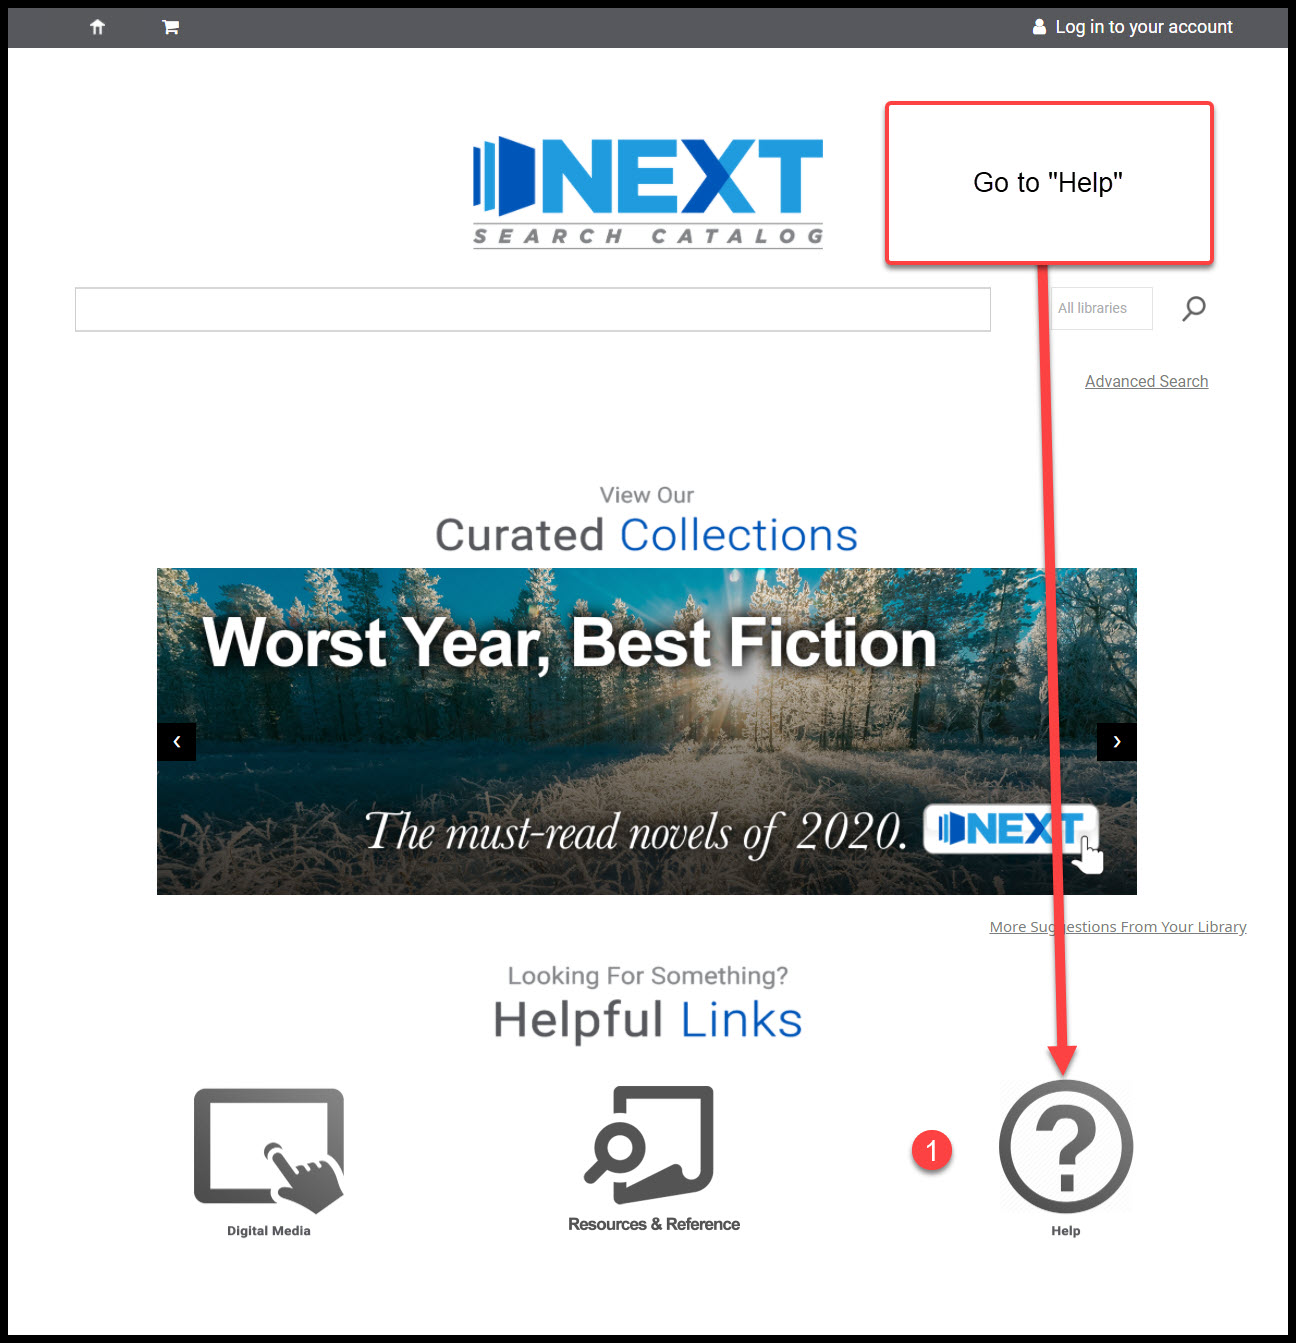 Log in to your account
NEXT
SEARCH CATALOG
Go to "Help"
All libraries
Advanced Search
View Our
Curated Collections
Worst Year, Best Fiction
‹ ›
The must-read novels of 2020. NEXT
More Suggestions From Your Library
Looking For Something?
Helpful Links
1
?
Digital Media
Resources & Reference
Help